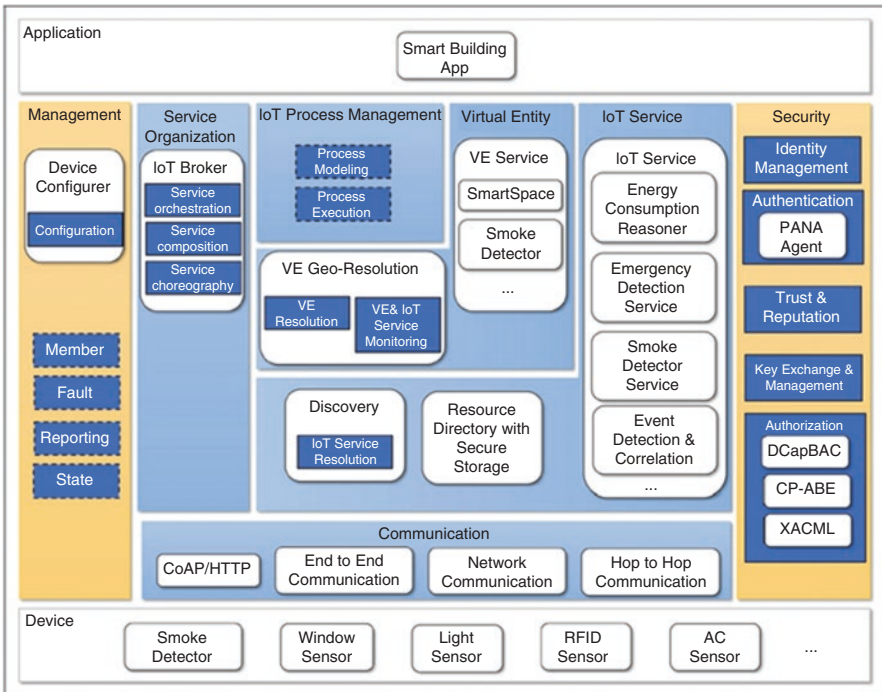 Application
Smart Building
App
Management
Device
Configurer
Configuration
Member
Fault
Reporting
State
Service
Organization
IoT Broker
Service
orchestration
Service
composition
Service
choreography
IoT Process Management
Process
Modeling
Process
Execution
VE Geo-Resolution
VE
Resolution
VE& IoT
Service
Monitoring
Virtual Entity
VE Service
SmartSpace
Smoke
Detector
...
Discovery
IoT Service
Resolution
Resource
Directory with
Secure
Storage
IoT Service
IoT Service
Energy
Consumption
Reasoner
Emergency
Detection
Service
Smoke
Detector
Service
Event
Detection &
Correlation
...
Security
Identity
Management
Authentication
PANA
Agent
Trust &
Reputation
Key Exchange &
Management
Authorization
DCapBAC
CP-ABE
XACML
Communication
CoAP/HTTP
End to End
Communication
Network
Communication
Hop to Hop
Communication
Device
Smoke
Detector
Window
Sensor
Light
Sensor
RFID
Sensor
AC
Sensor
...